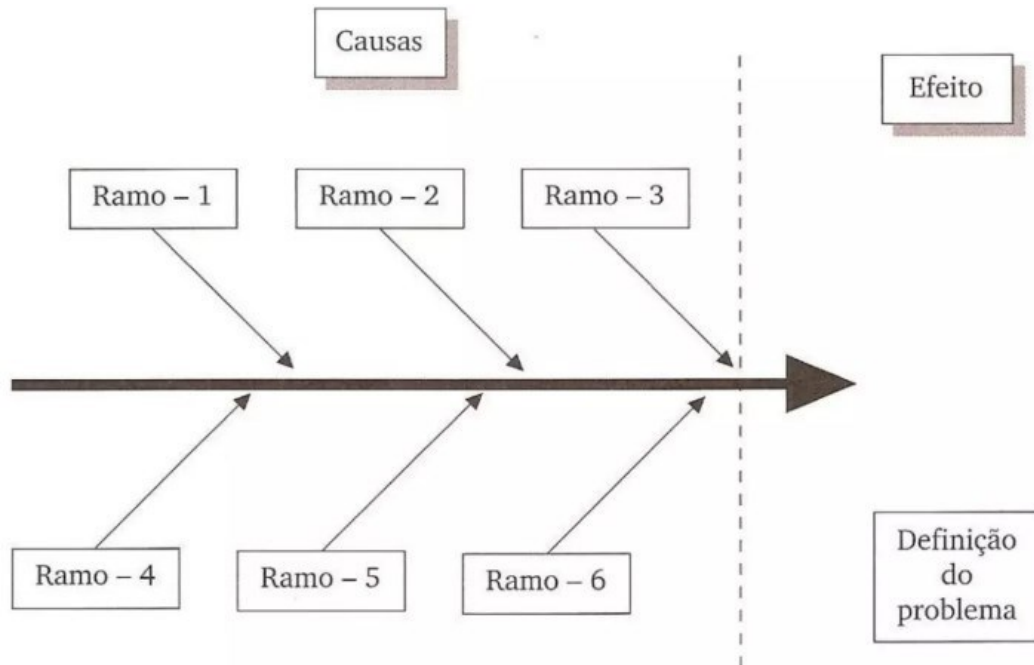 Causas
Efeito
Ramo – 1
Ramo – 2
Ramo – 3
Ramo – 4
Ramo – 5
Ramo – 6
Definição
do
problema